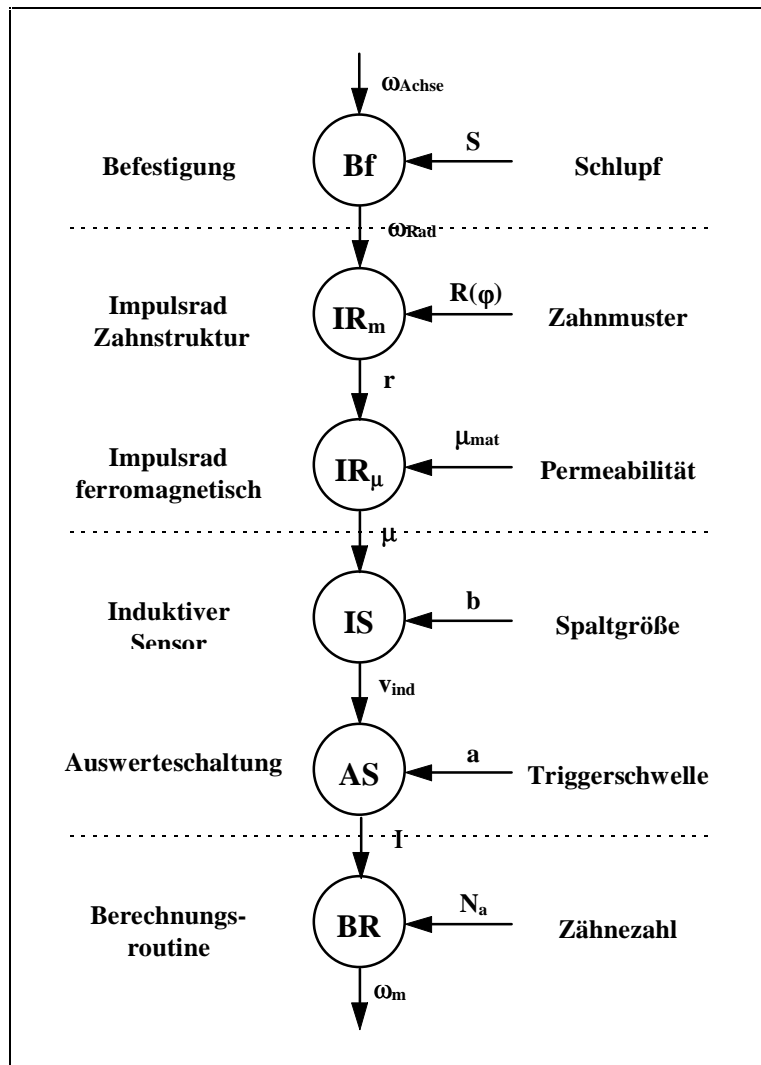 ωAchse
Befestigung Bf S Schlupf
ωRad
Impulsrad
Zahnstruktur IRm R(φ) Zahnmuster
r
Impulsrad
ferromagnetisch IRμ μmat Permeabilität
μ
Induktiver
Sensor IS b Spaltgröße
vind
Auswerteschaltung AS a Triggerschwelle
I
Berechnungs-
routine BR Na Zähnezahl
ωm